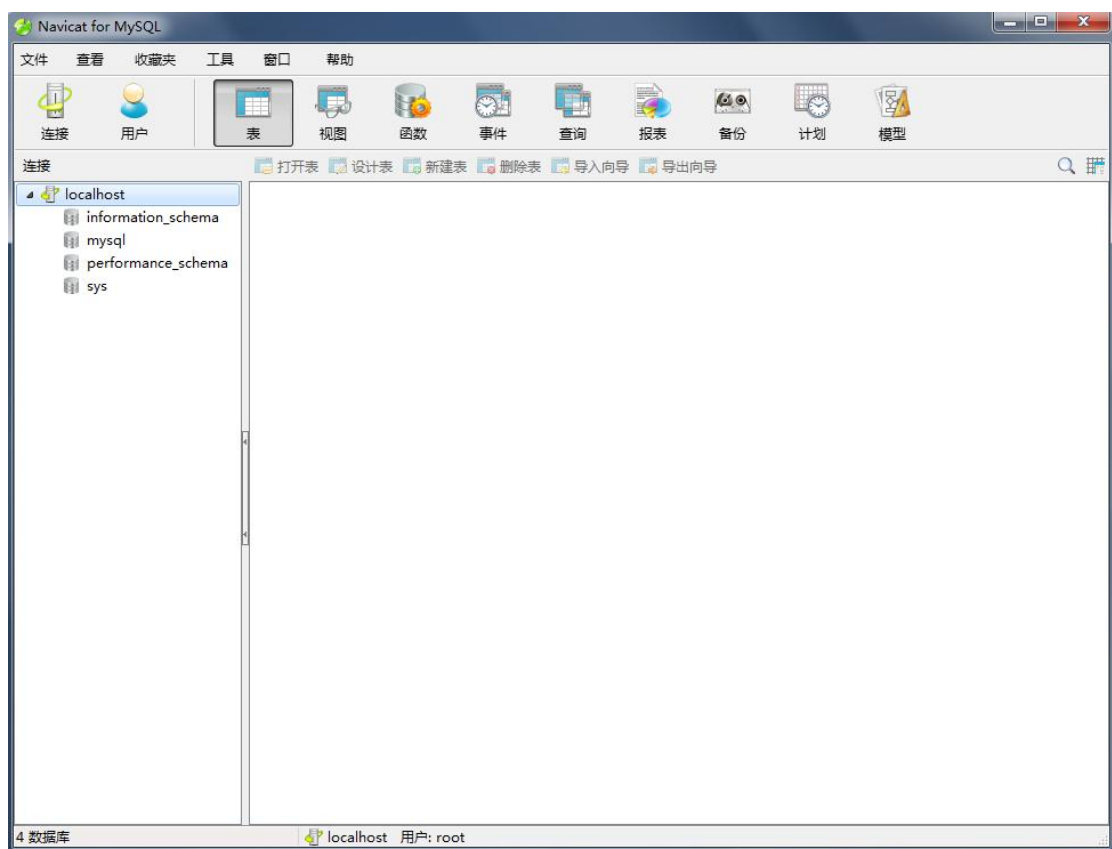 Navicat for MySQL
文件 查看 收藏夹 工具 窗口 帮助
连接 用户 表 视图 函数 事件 查询 报表 备份 计划 模型
连接 打开表 设计表 新建表 删除表 导入向导 导出向导
localhost
information_schema
mysql
performance_schema
sys
4 数据库 localhost 用户: root